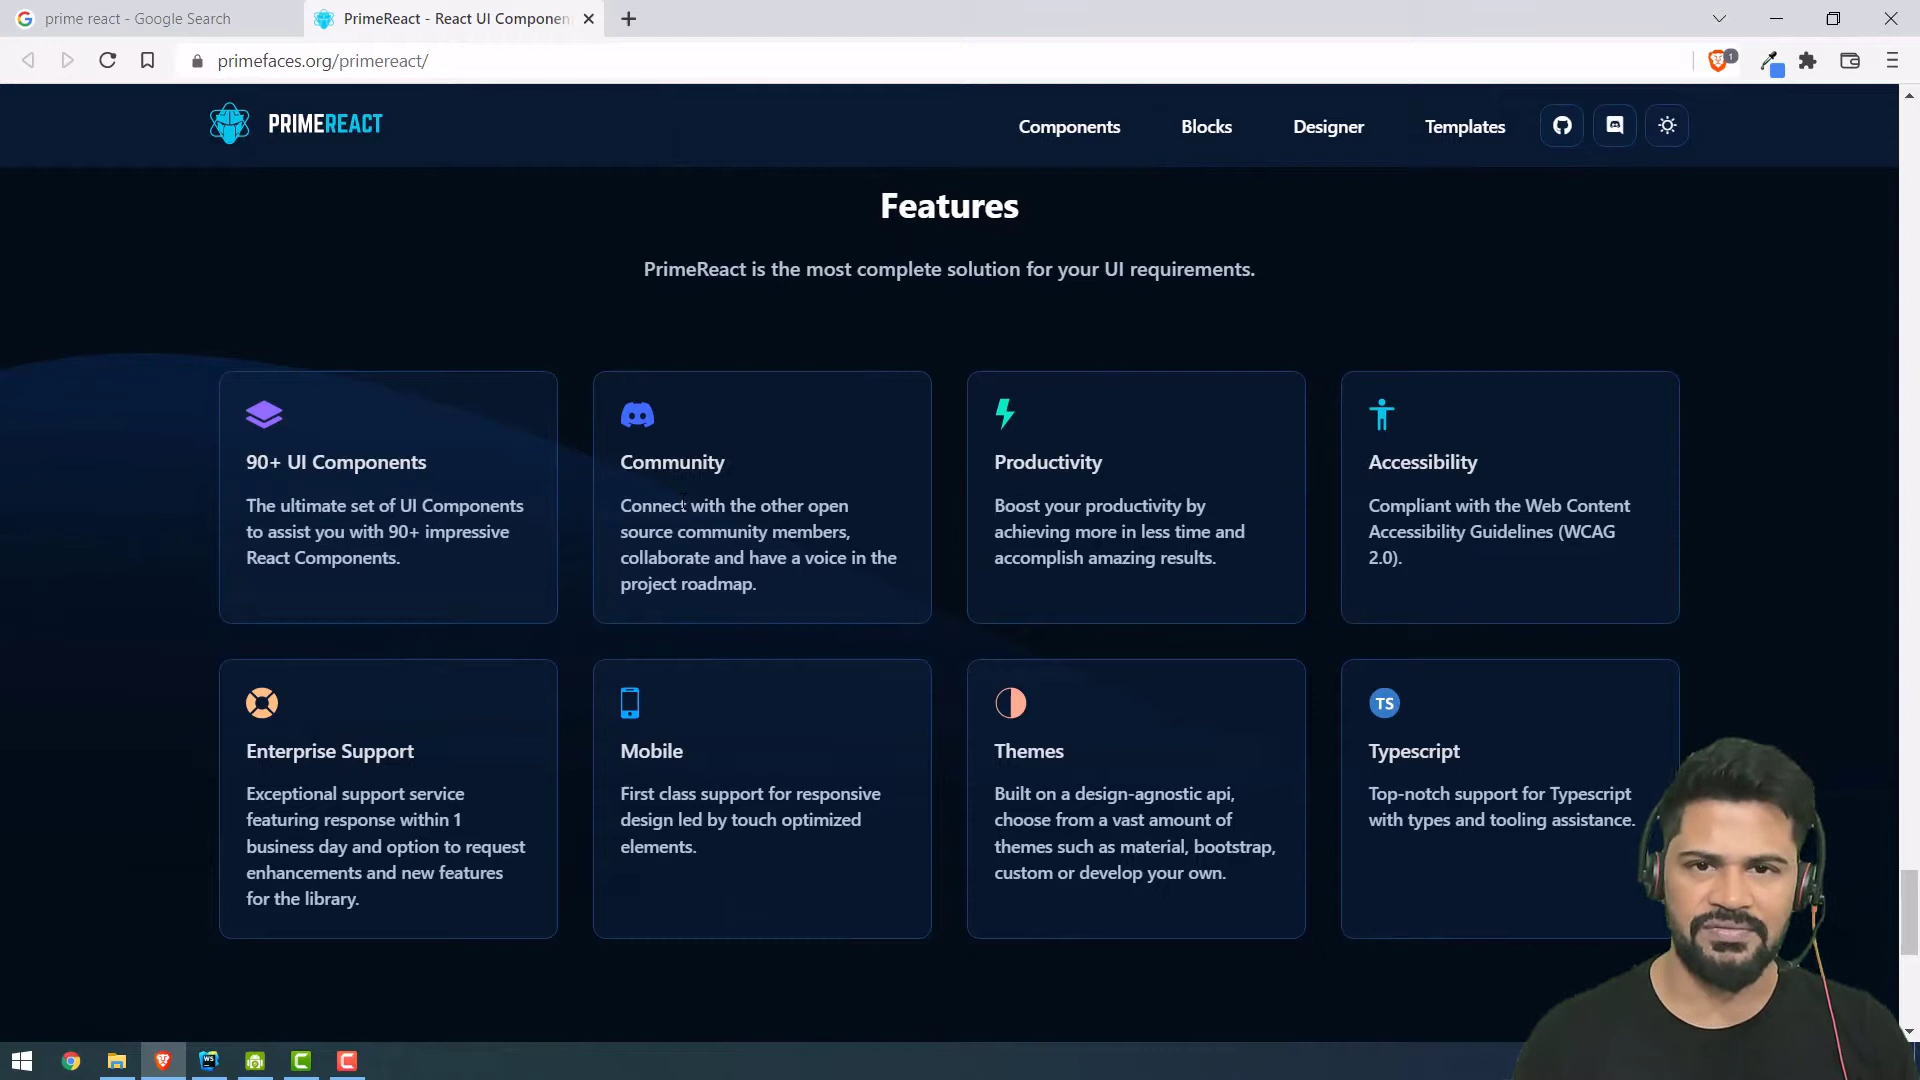 prime react - Google Search
PrimeReact - React UI Componen
primefaces.org/primereact/
1
PRIMEREACT
Components
Blocks
Designer
Templates
Features
PrimeReact is the most complete solution for your UI requirements.
90+ UI Components
The ultimate set of UI Components
to assist you with 90+ impressive
React Components.
Community
Connect with the other open
source community members,
collaborate and have a voice in the
project roadmap.
Productivity
Boost your productivity by
achieving more in less time and
accomplish amazing results.
Accessibility
Compliant with the Web Content
Accessibility Guidelines (WCAG
2.0).
Enterprise Support
Exceptional support service
featuring response within 1
business day and option to request
enhancements and new features
for the library.
Mobile
First class support for responsive
design led by touch optimized
elements.
Themes
Built on a design-agnostic api,
choose from a vast amount of
themes such as material, bootstrap,
custom or develop your own.
TS
Typescript
Top-notch support for Typescript
with types and tooling assistance.
WS